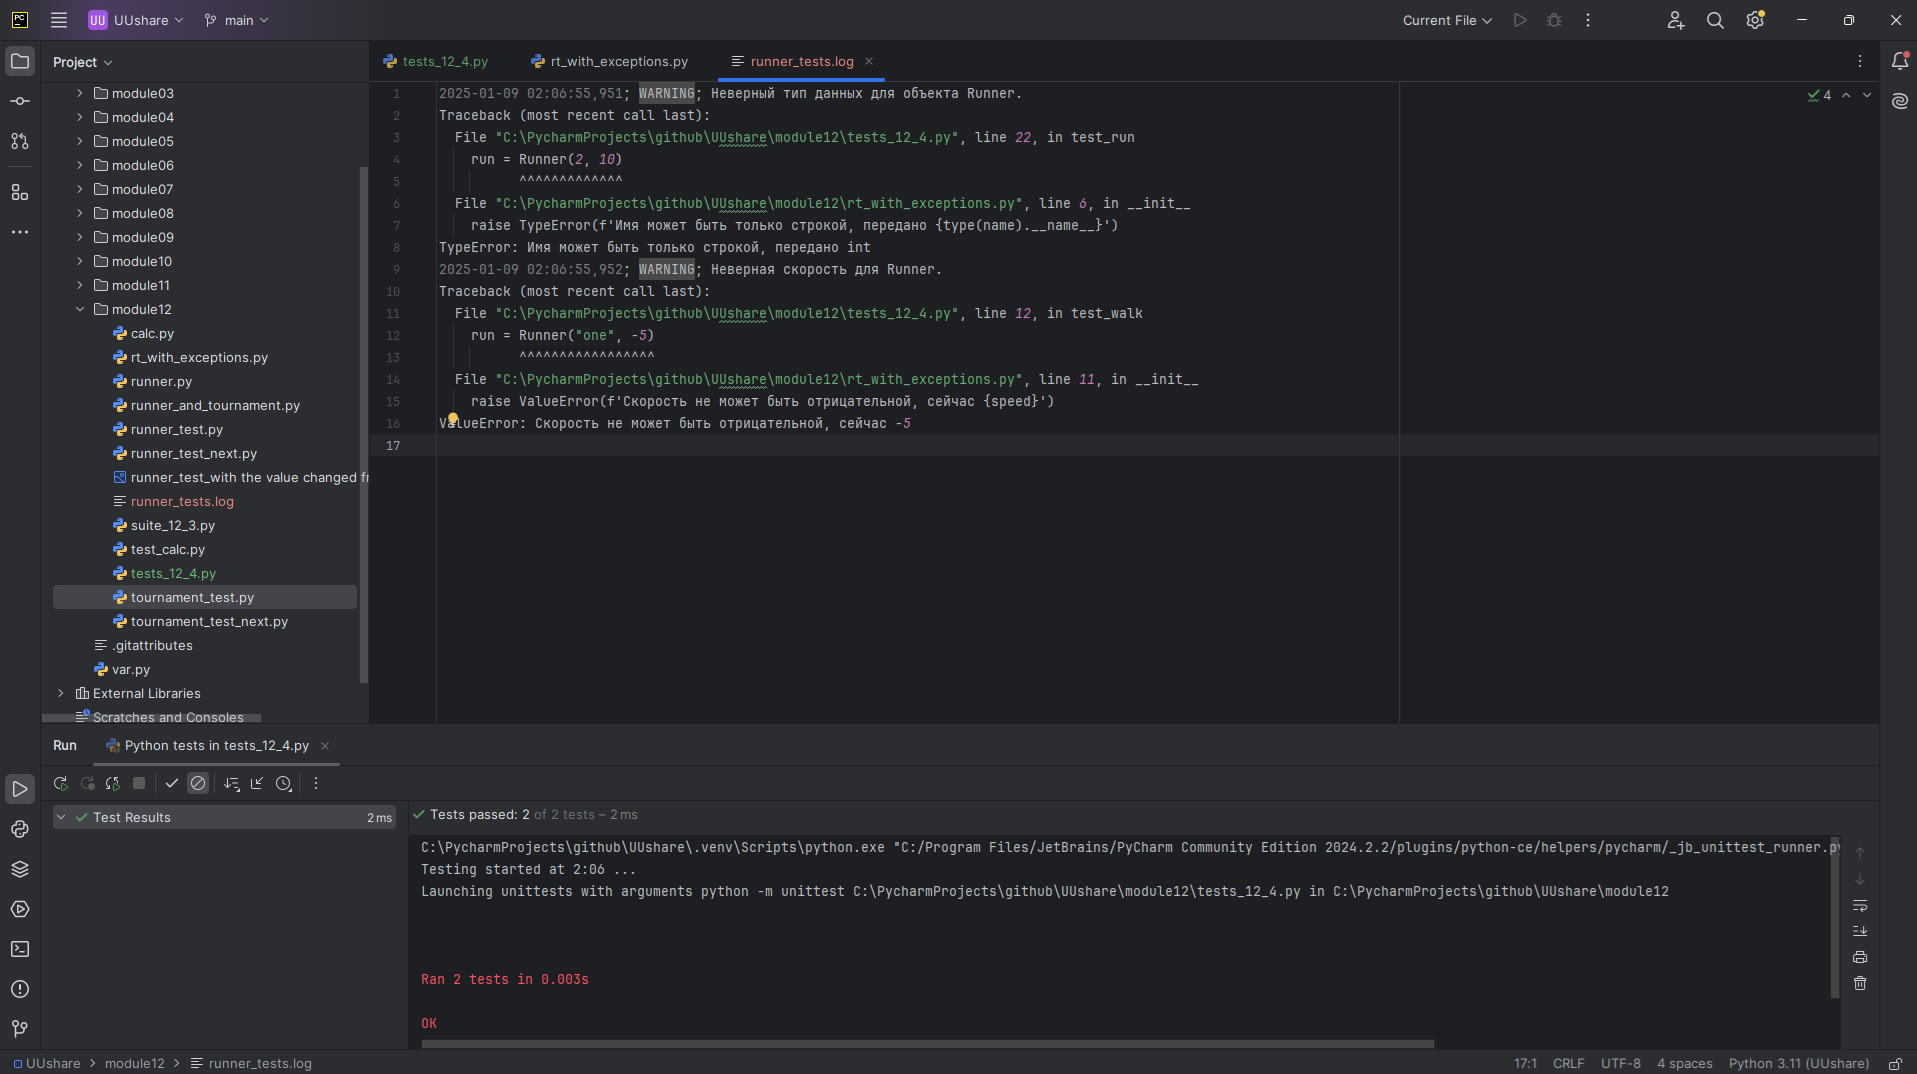 PC
UU UUshare main Current File
Project
tests_12_4.py rt_with_exceptions.py runner_tests.log
module03
module04
module05
module06
module07
module08
module09
module10
module11
module12
calc.py
rt_with_exceptions.py
runner.py
runner_and_tournament.py
runner_test.py
runner_test_next.py
runner_test_with the value changed fr
runner_tests.log
suite_12_3.py
test_calc.py
tests_12_4.py
tournament_test.py
tournament_test_next.py
.gitattributes
var.py
External Libraries
Scratches and Consoles
4
1 2025-01-09 02:06:55,951; WARNING; Неверный тип данных для объекта Runner.
2 Traceback (most recent call last):
3 File "C:\PycharmProjects\github\UUshare\module12\tests_12_4.py", line 22, in test_run
4 run = Runner(2, 10)
5 ^^^^^^^^^^^^^
6 File "C:\PycharmProjects\github\UUshare\module12\rt_with_exceptions.py", line 6, in __init__
7 raise TypeError(f'Имя может быть только строкой, передано {type(name).__name__}')
8 TypeError: Имя может быть только строкой, передано int
9 2025-01-09 02:06:55,952; WARNING; Неверная скорость для Runner.
10 Traceback (most recent call last):
11 File "C:\PycharmProjects\github\UUshare\module12\tests_12_4.py", line 12, in test_walk
12 run = Runner("one", -5)
13 ^^^^^^^^^^^^^^^^^
14 File "C:\PycharmProjects\github\UUshare\module12\rt_with_exceptions.py", line 11, in __init__
15 raise ValueError(f'Скорость не может быть отрицательной, сейчас {speed}')
16 ValueError: Скорость не может быть отрицательной, сейчас -5
17
Run Python tests in tests_12_4.py
Test Results 2 ms
Tests passed: 2 of 2 tests – 2 ms
C:\PycharmProjects\github\UUshare\.venv\Scripts\python.exe "C:/Program Files/JetBrains/PyCharm Community Edition 2024.2.2/plugins/python-ce/helpers/pycharm/_jb_unittest_runner.py
Testing started at 2:06 ...
Launching unittests with arguments python -m unittest C:\PycharmProjects\github\UUshare\module12\tests_12_4.py in C:\PycharmProjects\github\UUshare\module12
Ran 2 tests in 0.003s
OK
UUshare > module12 > runner_tests.log 17:1 CRLF UTF-8 4 spaces Python 3.11 (UUshare)